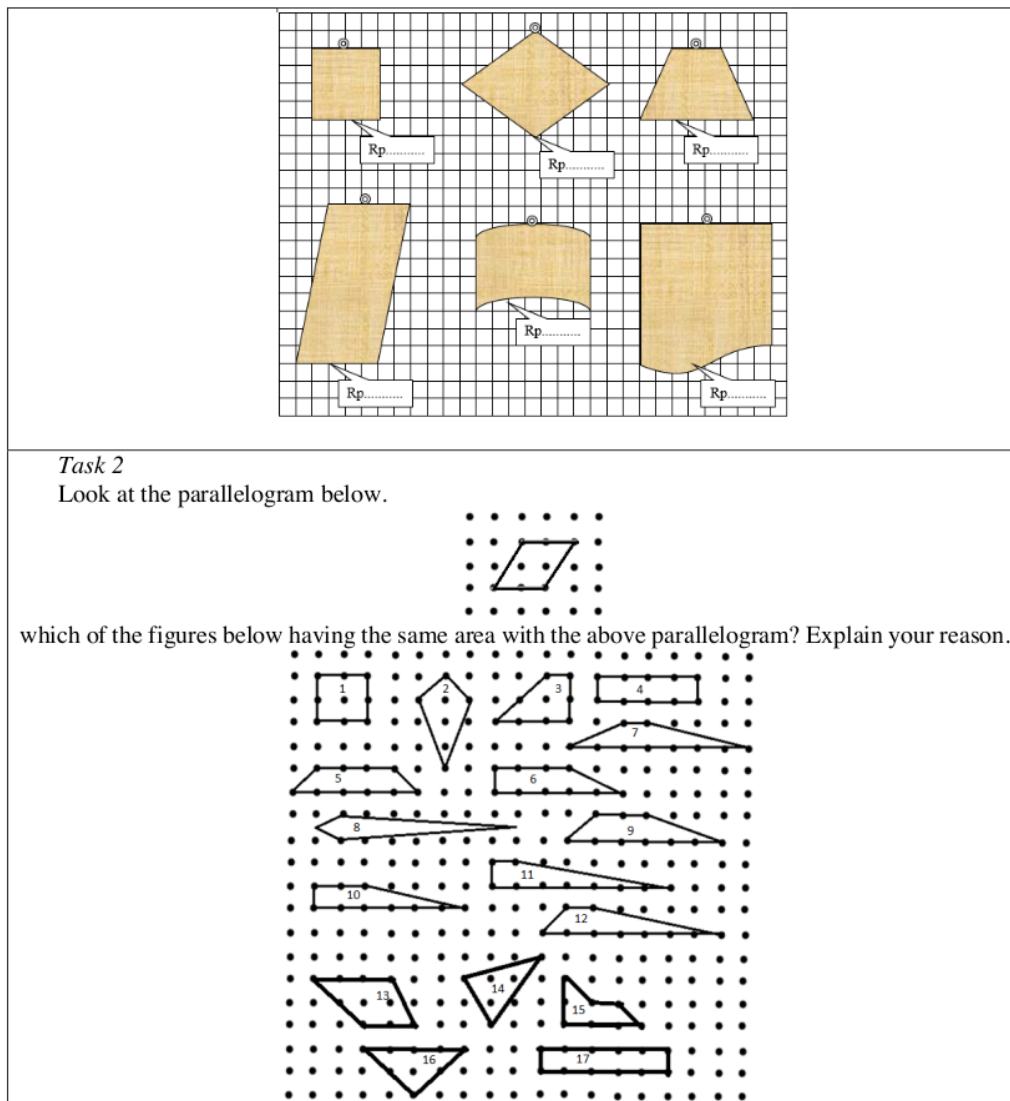 Rp............
Rp............
Rp............
Rp............
Rp............
Rp............
Task 2
Look at the parallelogram below.
which of the figures below having the same area with the above parallelogram? Explain your reason.
1
2
3
4
7
5
6
8
9
11
10
12
13
14
15
16
17